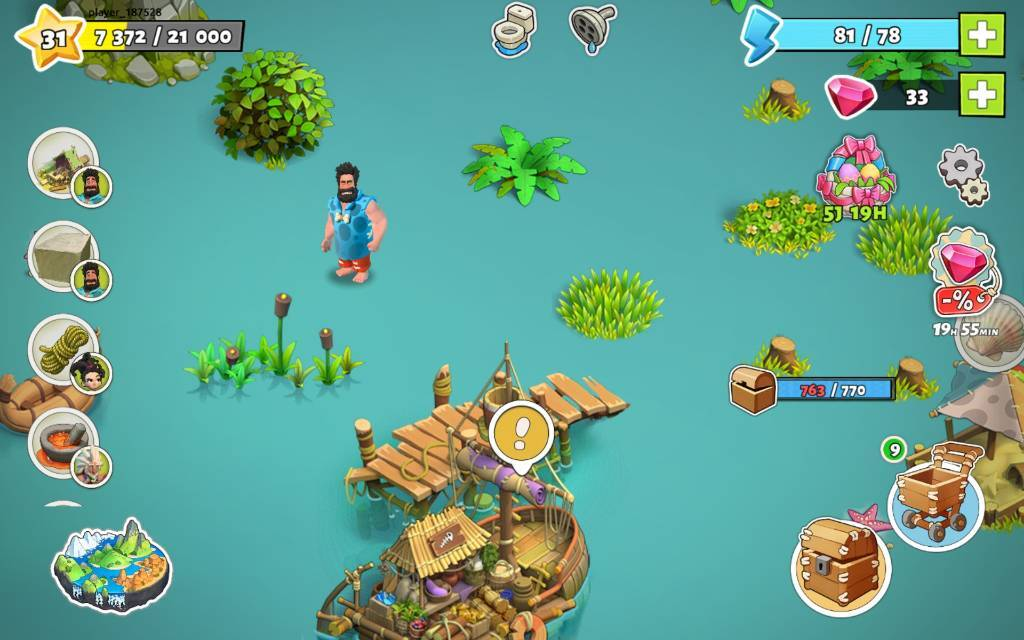 player_187528
31
7 372 / 21 000
81 / 78
33
5J 19H
-%
19H 55MIN
763 / 770
!
9